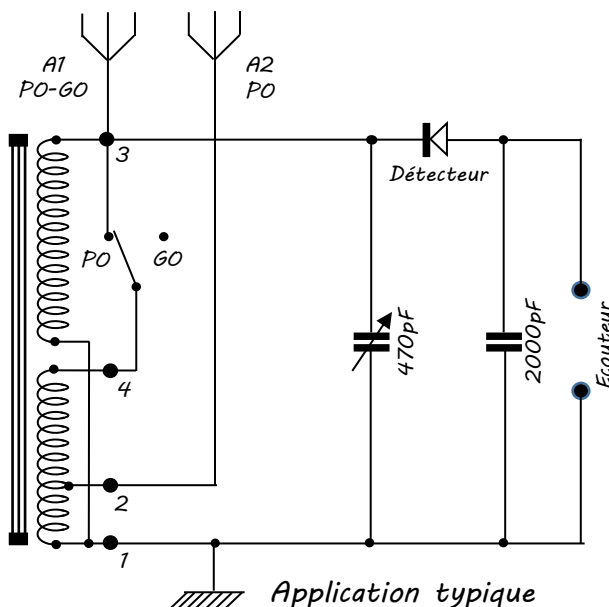 A1
PO-GO
A2
PO
3
Détecteur
PO
GO
470pF
2000pF
Ecouteur
4
2
1
Application typique